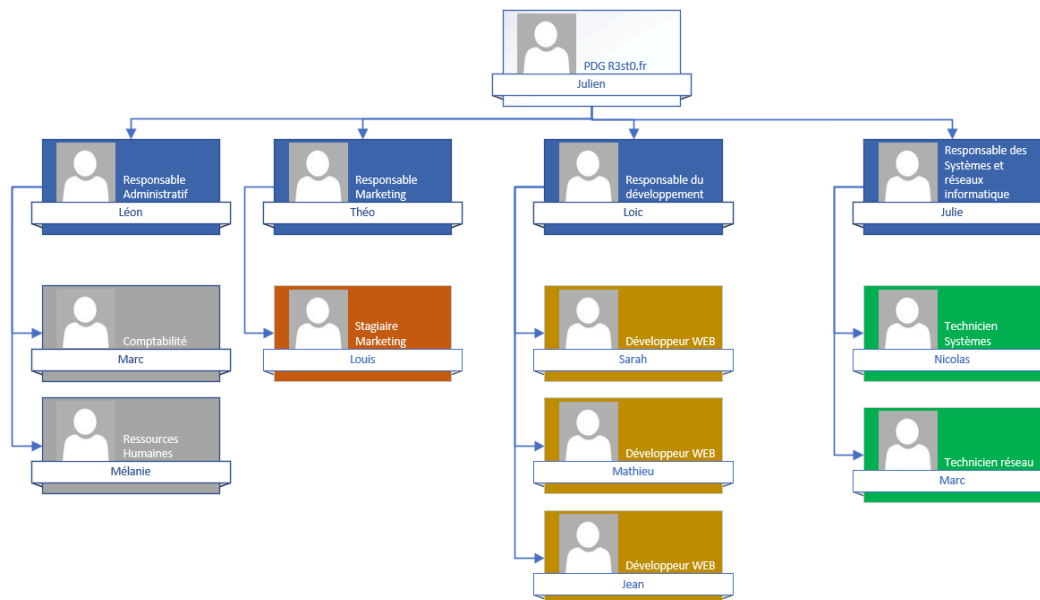 PDG R3st0.fr
Julien
Responsable
Administratif
Léon
Responsable
Marketing
Théo
Responsable du
développement
Loic
Responsable des
Systèmes et
réseaux
informatique
Julie
Comptabilité
Marc
Stagiaire
Marketing
Louis
Développeur WEB
Sarah
Technicien
Systèmes
Nicolas
Ressources
Humaines
Mélanie
Développeur WEB
Mathieu
Technicien réseau
Marc
Développeur WEB
Jean